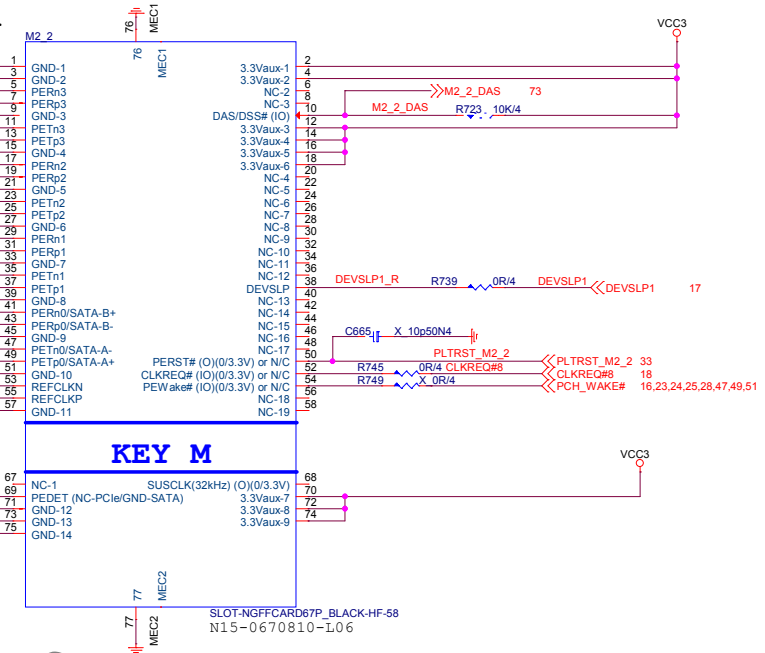 76 MEC1
M2_2
76 MEC1
VCC3
1 GND-1 3.3Vaux-1 2
3 GND-2 3.3Vaux-2 4
5 PERn3 NC-2 6 M2_2_DAS 73
7 PERp3 NC-3 8
9 GND-3 DAS/DSS# (IO) 10 M2_2_DAS R723 10K/4
11 PETn3 3.3Vaux-3 12
13 PETp3 3.3Vaux-4 14
15 GND-4 3.3Vaux-5 16
17 PERn2 3.3Vaux-6 18
19 PERp2 NC-4 20
21 GND-5 NC-5 22
23 PETn2 NC-6 24
25 PETp2 NC-7 26
27 GND-6 NC-8 28
29 PERn1 NC-9 30
31 PERp1 NC-10 32
33 GND-7 NC-11 34
35 PETn1 NC-12 36
37 PETp1 DEVSLP 38 DEVSLP1_R R739 0R/4 DEVSLP1 DEVSLP1 17
39 GND-8 NC-13 40
41 PERn0/SATA-B+ NC-14 42
43 PERp0/SATA-B- NC-15 44
45 GND-9 NC-16 46 C665 X_10p50N4
47 PETn0/SATA-A- NC-17 48
49 PETp0/SATA-A+ PERST# (O)(0/3.3V) or N/C 50 PLTRST_M2_2 PLTRST_M2_2 33
51 GND-10 CLKREQ# (IO)(0/3.3V) or N/C 52 R745 0R/4 CLKREQ#8 CLKREQ#8 18
53 REFCLKN PEWake# (IO)(0/3.3V) or N/C 54 R749 X_0R/4 PCH_WAKE# 16,23,24,25,28,47,49,51
55 REFCLKP NC-18 56
57 GND-11 NC-19 58
KEY M
VCC3
67 NC-1 SUSCLK(32kHz) (O)(0/3.3V) 68
69 PEDET (NC-PCIe/GND-SATA) 3.3Vaux-7 70
71 GND-12 3.3Vaux-8 72
73 GND-13 3.3Vaux-9 74
75 GND-14
77 MEC2
77 MEC2
SLOT-NGFFCARD67P_BLACK-HF-58
N15-0670810-L06